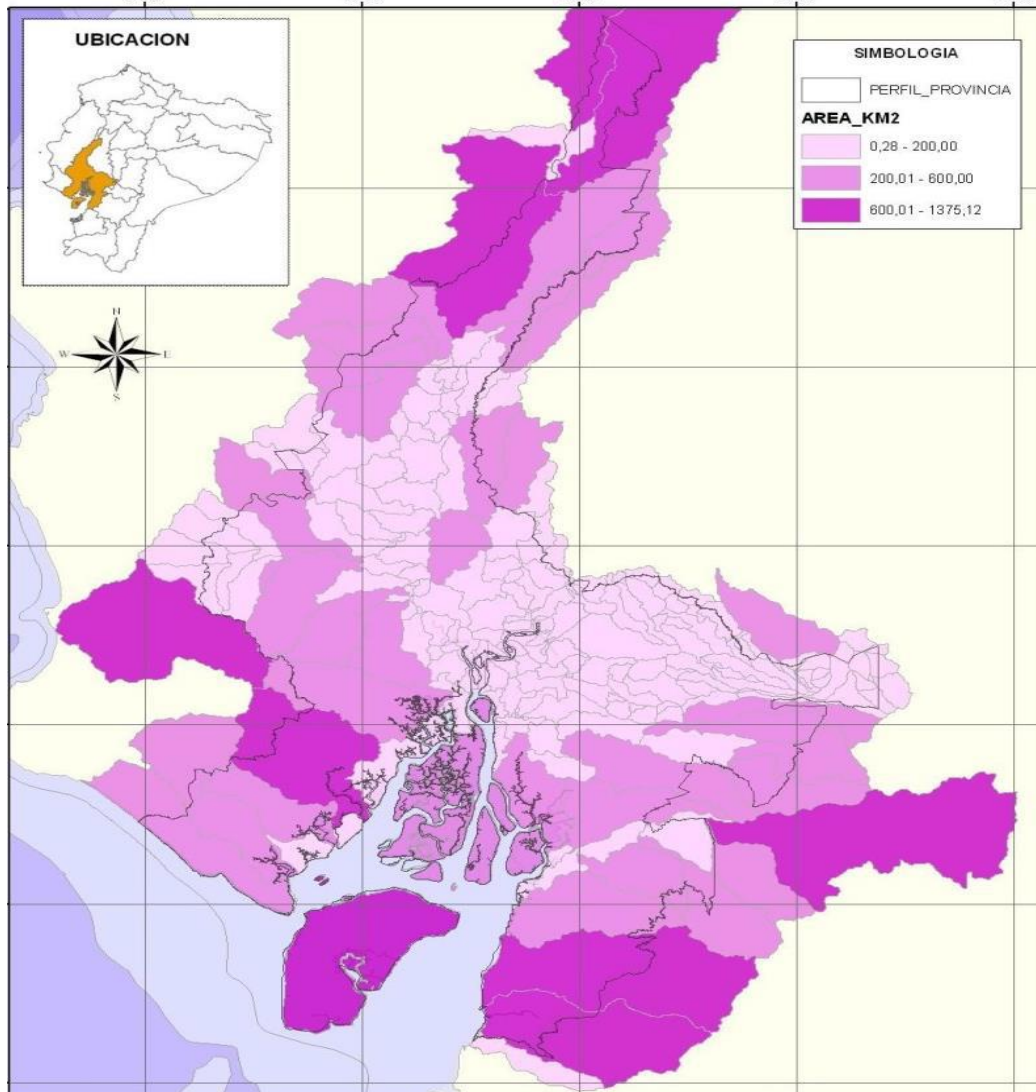 UBICACION
SIMBOLOGIA
PERFIL_PROVINCIA
AREA_KM2
0,28 - 200,00
200,01 - 600,00
600,01 - 1375,12
N
W
E
S